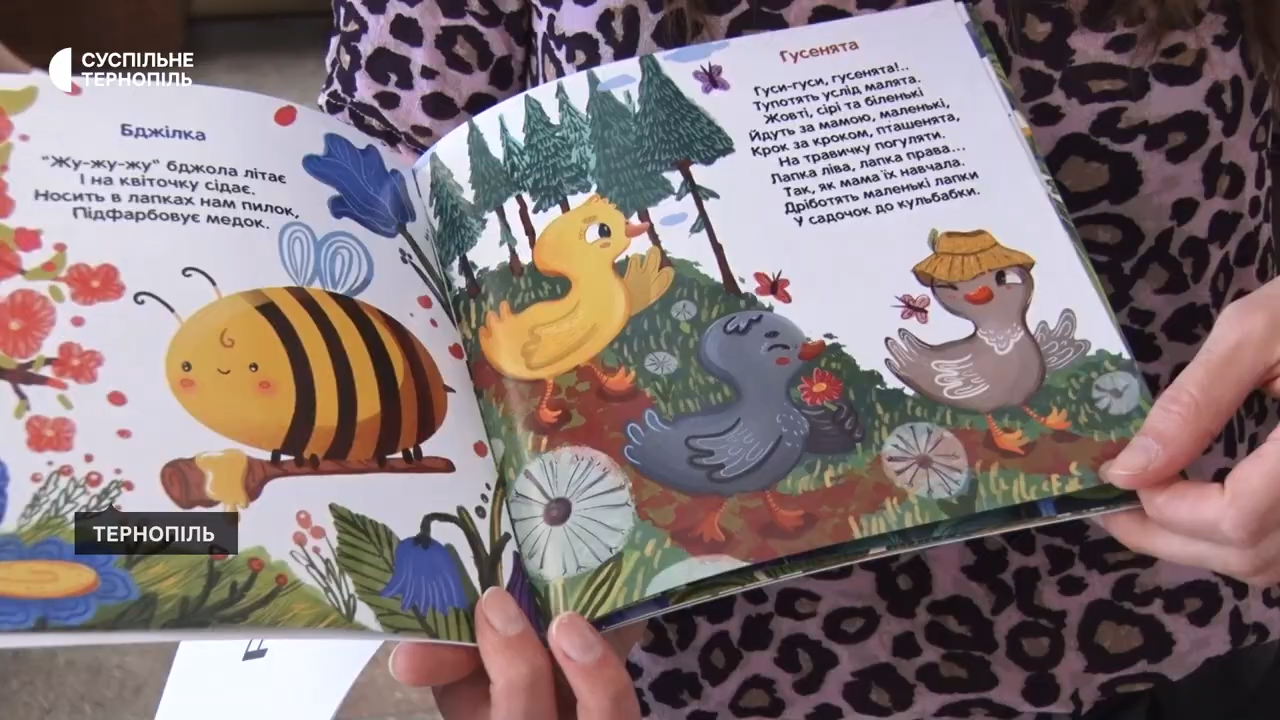 СУСПІЛЬНЕ
ТЕРНОПІЛЬ
Бджілка
"Жу-жу-жу" бджола літає
І на квіточку сідає.
Носить в лапках нам пилок,
Підфарбовує медок.
Гусенята
Гуси-гуси, гусенята!..
Тупотять услід малята.
Жовті, сірі та біленькі
Йдуть за мамою, маленькі,
Крок за кроком, пташенята,
На травичку погуляти.
Лапка ліва, лапка права...
Так, як мама їх навчала.
Дріботять маленькі лапки
У садочок до кульбабки.
ТЕРНОПІЛЬ